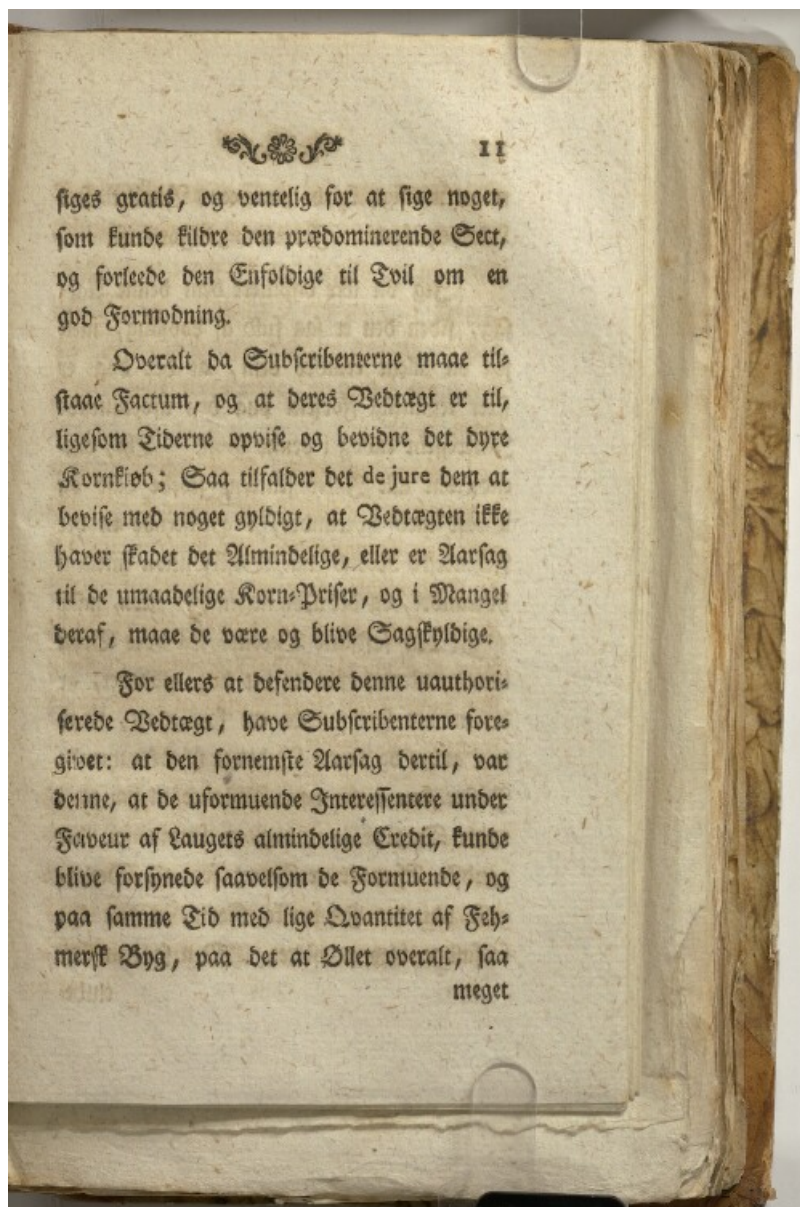 11
siges gratis, og ventelig for at sige noget,
som kunde kildre den prædominerende Sect,
og forleede den Enfoldige til Tvil om en
god Formodning.
Overalt da Subscribenterne maae til-
staae Factum, og at deres Vedtægt er til,
ligesom Tiderne opvise og bevidne det dyre
Kornkiøb; Saa tilfalder det de jure dem at
bevise med noget gyldigt, at Vedtægten ikke
haver skadet det Almindelige, eller er Aarsag
til de umaadelige Korn-Priser, og i Mangel
deraf, maae de være og blive Sagskyldige.
For ellers at defendere denne uauthori-
serede Vedtægt, have Subscribenterne fore-
givet: at den fornemste Aarsag dertil, var
denne, at de uformuende Interessentere under
Faveur af Laugets almindelige Credit, kunde
blive forsynede saavelsom de Formuende, og
paa samme Tid med lige Qvantitet af Feh-
mersk Byg, paa det at Øllet overalt, saa
meget